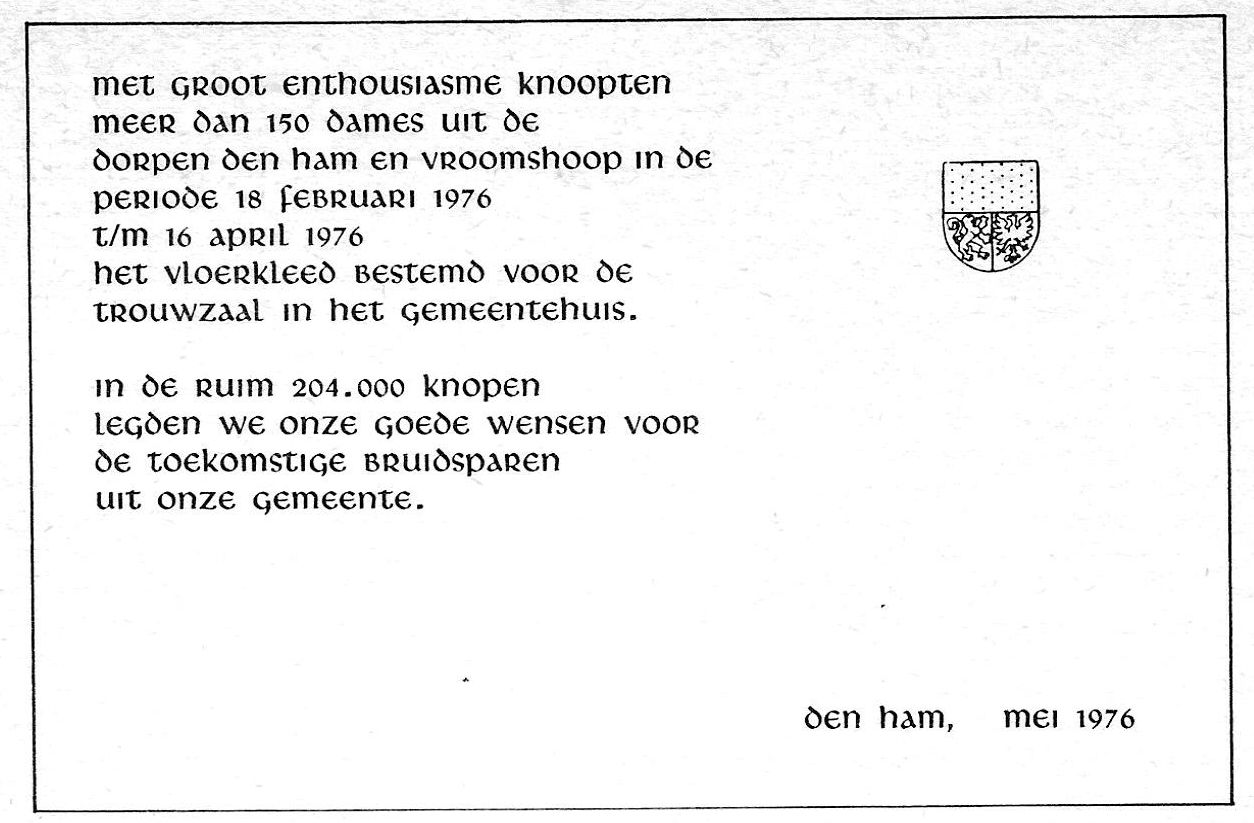 met groot enthousiasme knoopten
meer dan 150 dames uit de
dorpen den ham en vroomshoop in de
periode 18 februari 1976
t/m 16 april 1976
het vloerkleed bestemd voor de
trouwzaal in het gemeentehuis.
in de ruim 204.000 knopen
legden we onze goede wensen voor
de toekomstige bruidsparen
uit onze gemeente.
den ham, mei 1976